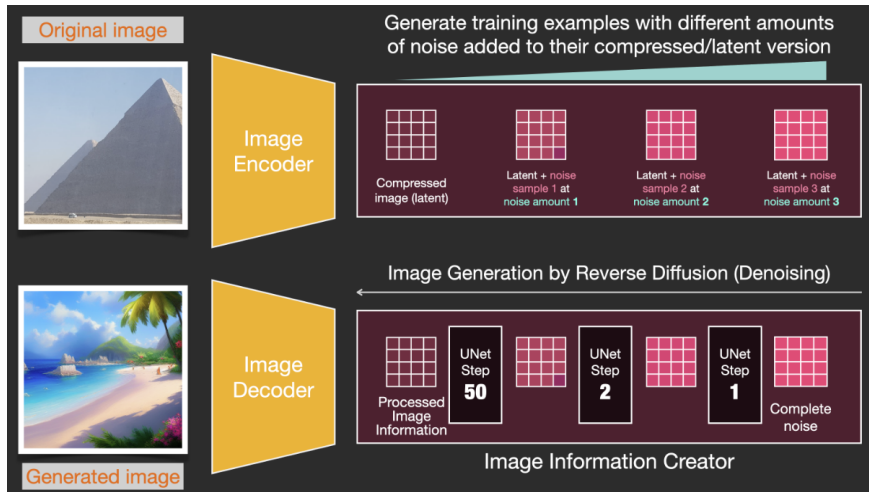 Original image
Generate training examples with different amounts
of noise added to their compressed/latent version
Image
Encoder
Compressed
image (latent)
Latent + noise
sample 1 at
noise amount 1
Latent + noise
sample 2 at
noise amount 2
Latent + noise
sample 3 at
noise amount 3
Image Generation by Reverse Diffusion (Denoising)
Image
Decoder
Processed
Image
Information
UNet
Step
50
UNet
Step
2
UNet
Step
1
Complete
noise
Generated image
Image Information Creator